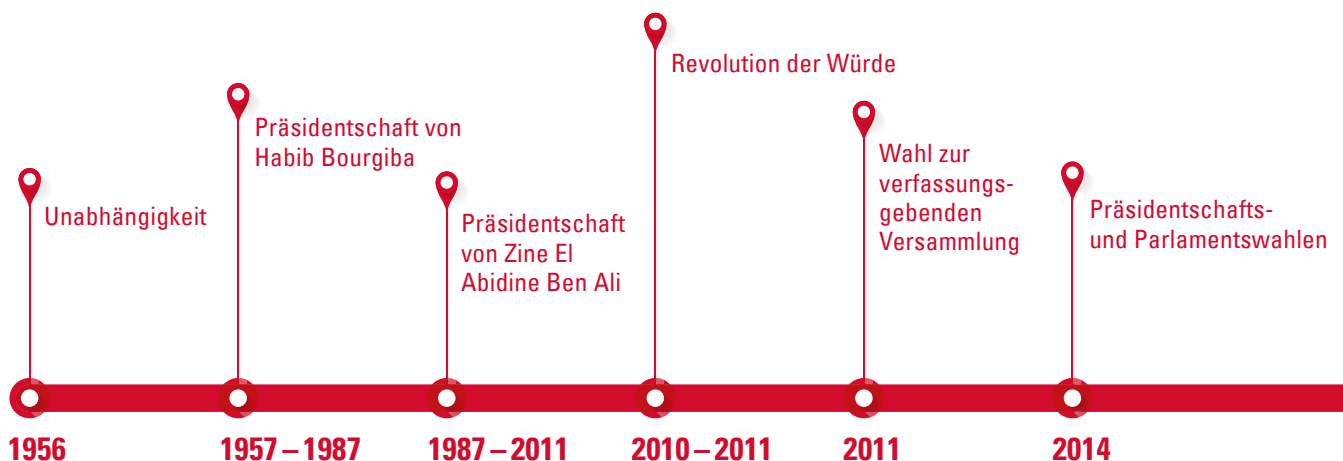 Unabhängigkeit
Präsidentschaft von
Habib Bourgiba
Präsidentschaft
von Zine El
Abidine Ben Ali
Revolution der Würde
Wahl zur
verfassungs-
gebenden
Versammlung
Präsidentschafts-
und Parlamentswahlen
1956
1957 – 1987
1987 – 2011
2010 – 2011
2011
2014